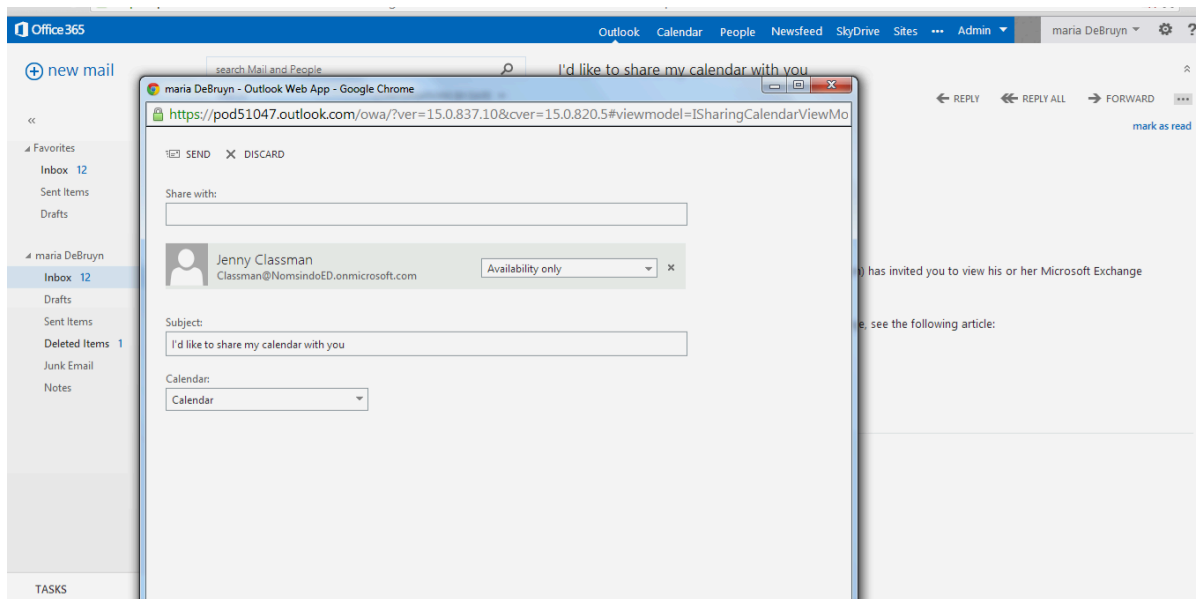 Office 365
Outlook Calendar People Newsfeed SkyDrive Sites ••• Admin maria DeBruyn ?
new mail
search Mail and People
I'd like to share my calendar with you
maria DeBruyn - Outlook Web App - Google Chrome
REPLY REPLY ALL FORWARD •••
https://pod51047.outlook.com/owa/?ver=15.0.837.10&cver=15.0.820.5#viewmodel=ISharingCalendarViewMo
mark as read
«
Favorites
Inbox 12
Sent Items
Drafts
maria DeBruyn
Inbox 12
Drafts
Sent Items
Deleted Items 1
Junk Email
Notes
TASKS
SEND DISCARD
Share with:
Jenny Classman
Classman@NomsindoED.onmicrosoft.com
Availability only
Subject:
I'd like to share my calendar with you
Calendar:
Calendar
) has invited you to view his or her Microsoft Exchange
e, see the following article: